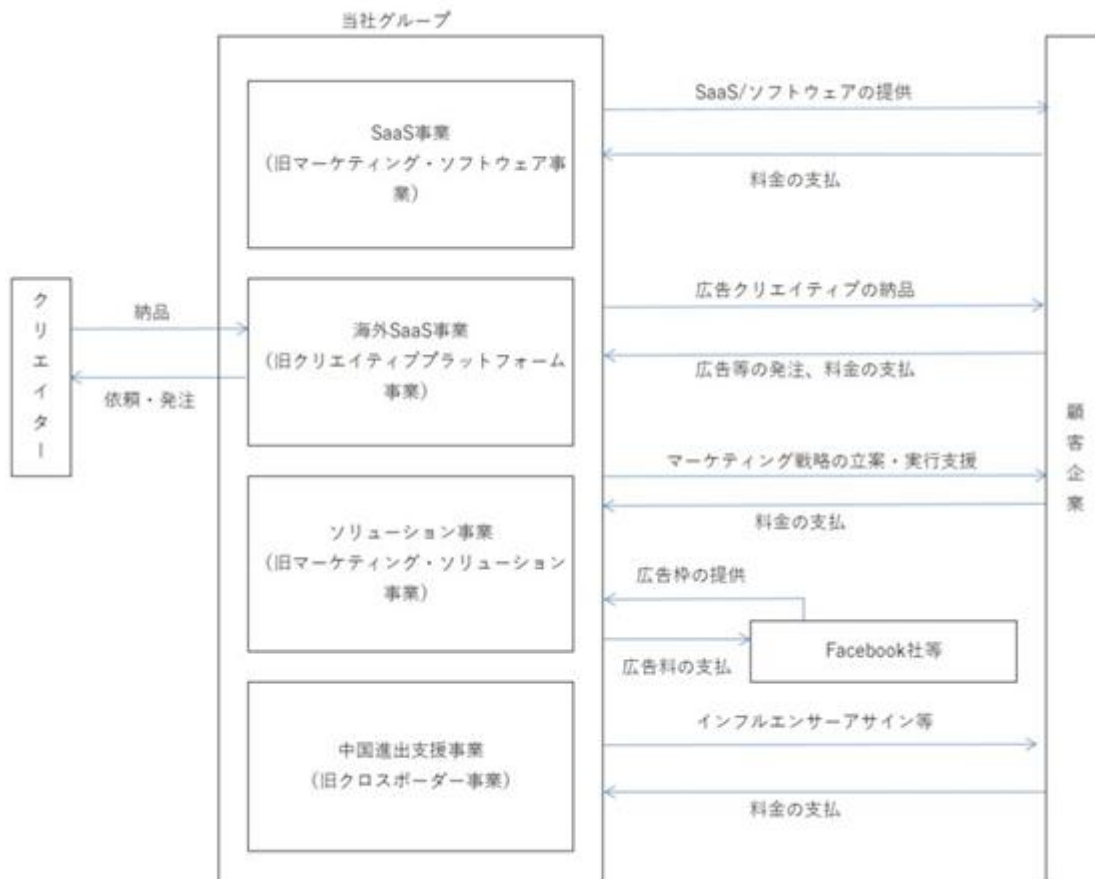 当社グループ
SaaS事業
（旧マーケティング・ソフトウェア事
業）
SaaS/ソフトウェアの提供
料金の支払
クリエイター
納品
依頼・発注
海外SaaS事業
（旧クリエイティブプラットフォーム
事業）
広告クリエイティブの納品
広告等の発注、料金の支払
顧客企業
ソリューション事業
（旧マーケティング・ソリューション
事業）
マーケティング戦略の立案・実行支援
料金の支払
広告枠の提供
Facebook社等
広告料の支払
中国進出支援事業
（旧クロスボーダー事業）
インフルエンサーアサイン等
料金の支払